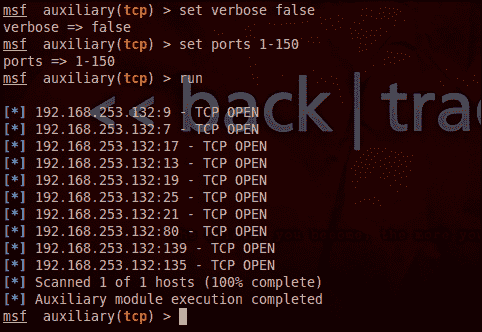 msf auxiliary(tcp) > set verbose false
verbose => false
msf auxiliary(tcp) > set ports 1-150
ports => 1-150
msf auxiliary(tcp) > run
<< back | trac
[*] 192.168.253.132:9 - TCP OPEN
[*] 192.168.253.132:7 - TCP OPEN
[*] 192.168.253.132:17 - TCP OPEN
[*] 192.168.253.132:13 - TCP OPEN
[*] 192.168.253.132:19 - TCP OPEN
[*] 192.168.253.132:25 - TCP OPEN
[*] 192.168.253.132:21 - TCP OPEN
[*] 192.168.253.132:80 - TCP OPEN
[*] 192.168.253.132:139 - TCP OPEN
[*] 192.168.253.132:135 - TCP OPEN
[*] Scanned 1 of 1 hosts (100% complete)
[*] Auxiliary module execution completed
msf auxiliary(tcp) >